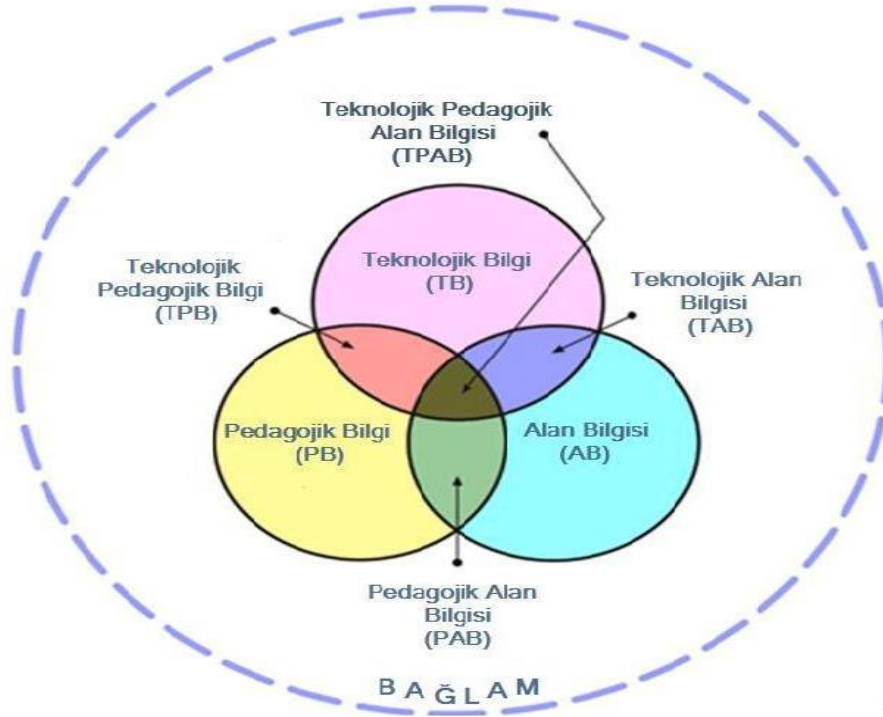 Teknolojik Pedagojik
Alan Bilgisi
(TPAB)
Teknolojik
Pedagojik Bilgi
(TPB)
Teknolojik Bilgi
(TB)
Teknolojik Alan
Bilgisi
(TAB)
Pedagojik Bilgi
(PB)
Alan Bilgisi
(AB)
Pedagojik Alan
Bilgisi
(PAB)
BAĞLAM